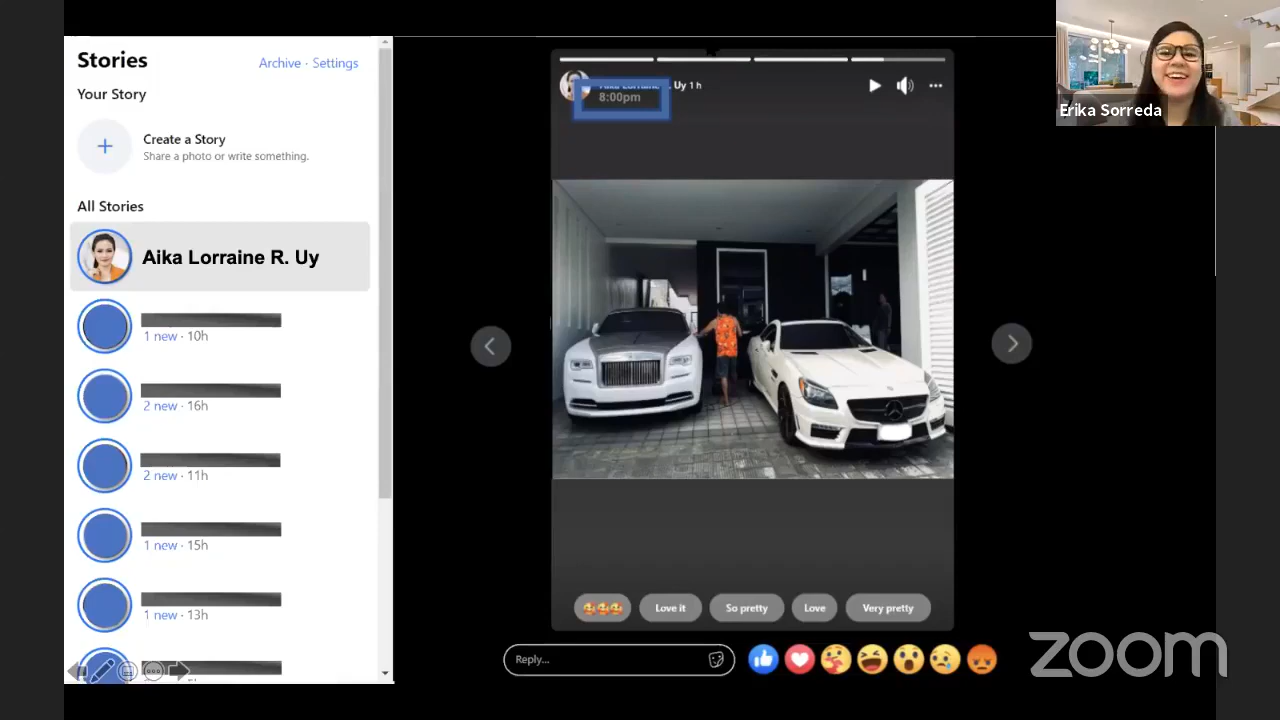 Stories
Archive · Settings
Your Story
Create a Story
Share a photo or write something.
All Stories
Aika Lorraine R. Uy
1 new · 10h
2 new · 16h
2 new · 11h
1 new · 15h
1 new · 13h
Aika Lorraine R. Uy 1 h
8:00pm
Love it
So pretty
Love
Very pretty
Reply...
Erika Sorreda
zoom